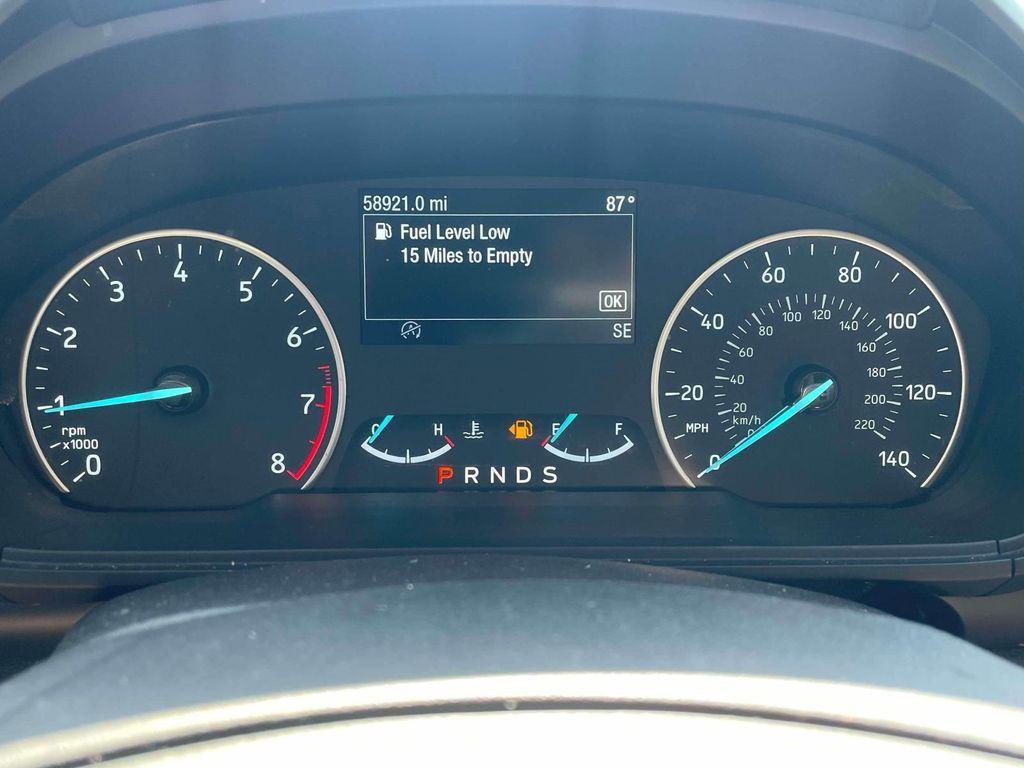 58921.0 mi 87°
Fuel Level Low
15 Miles to Empty
OK
SE
0 1 2 3 4 5 6 7 8
rpm
x1000
C H
E F
P R N D S
0 20 40 60 80 100 120 140
MPH
km/h
0 20 40 60 80 100 120 140 160 180 200 220